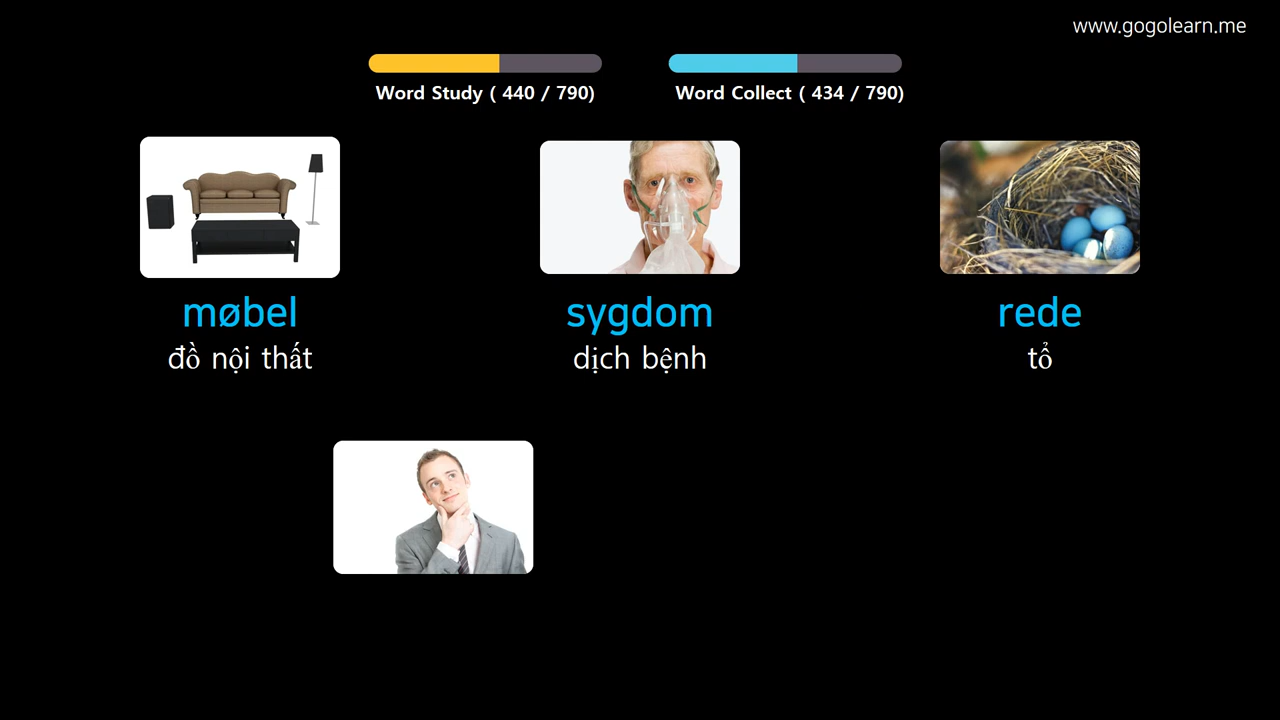 www.gogolearn.me
Word Study ( 440 / 790)
Word Collect ( 434 / 790)
møbel
sygdom
rede
đồ nội thất
dịch bệnh
tổ